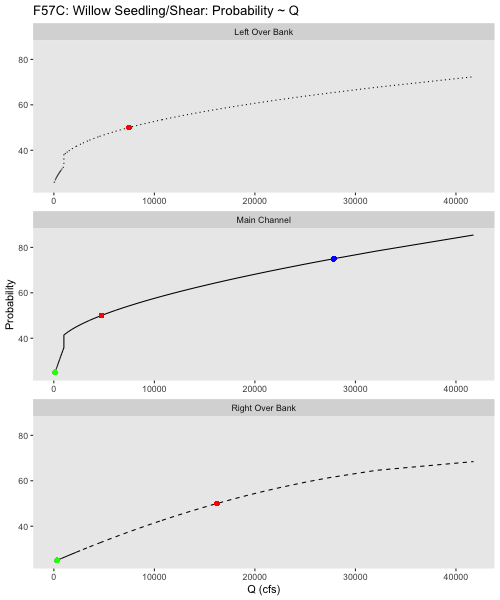 F57C: Willow Seedling/Shear: Probability ~ Q
Left Over Bank
80
60
40
0 10000 20000 30000 40000
Main Channel
80
60
40
0 10000 20000 30000 40000
Probability
Right Over Bank
80
60
40
0 10000 20000 30000 40000
Q (cfs)